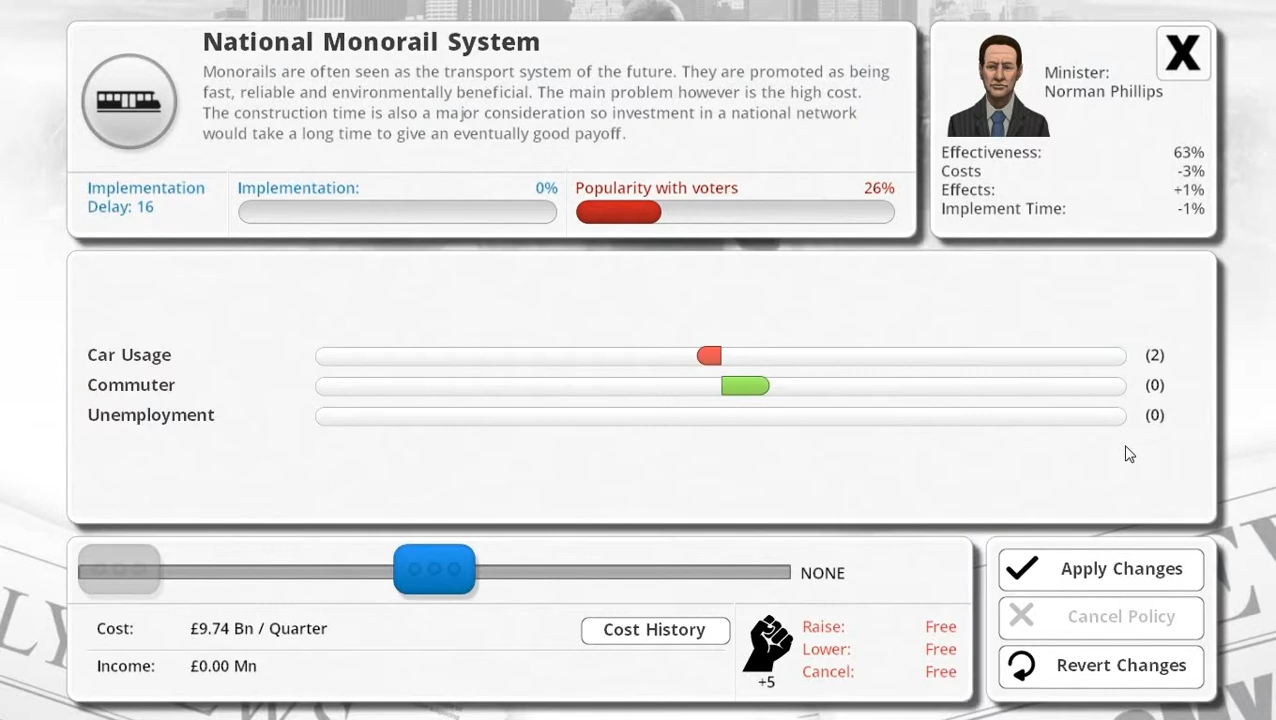 National Monorail System
Monorails are often seen as the transport system of the future. They are promoted as being
fast, reliable and environmentally beneficial. The main problem however is the high cost.
The construction time is also a major consideration so investment in a national network
would take a long time to give an eventually good payoff.
Implementation
Delay: 16
Implementation: 0%
Popularity with voters 26%
X
Minister:
Norman Phillips
Effectiveness: 63%
Costs -3%
Effects: +1%
Implement Time: -1%
Car Usage (2)
Commuter (0)
Unemployment (0)
NONE
Cost: £9.74 Bn / Quarter
Income: £0.00 Mn
Cost History
+5
Raise: Free
Lower: Free
Cancel: Free
Apply Changes
Cancel Policy
Revert Changes